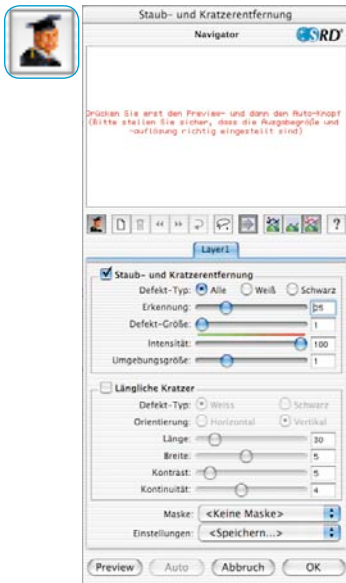 Staub- und Kratzerentfernung
Navigator
SRD
Drücken Sie erst den Preview- und dann den Auto-Knopf
(Bitte stellen Sie sicher, dass die Ausgabegröße und
-auflösung richtig eingestellt sind)
?
Layer1
Staub- und Kratzerentfernung
Defekt-Typ: Alle Weiß Schwarz
Erkennung: 25
Defekt-Größe: 1
Intensität: 100
Umgebungsgröße: 1
Längliche Kratzer
Defekt-Typ: Weiss Schwarz
Orientierung: Horizontal Vertikal
Länge: 30
Breite: 5
Kontrast: 5
Kontinuität: 4
Maske: <Keine Maske>
Einstellungen: <Speichern...>
Preview Auto Abbruch OK